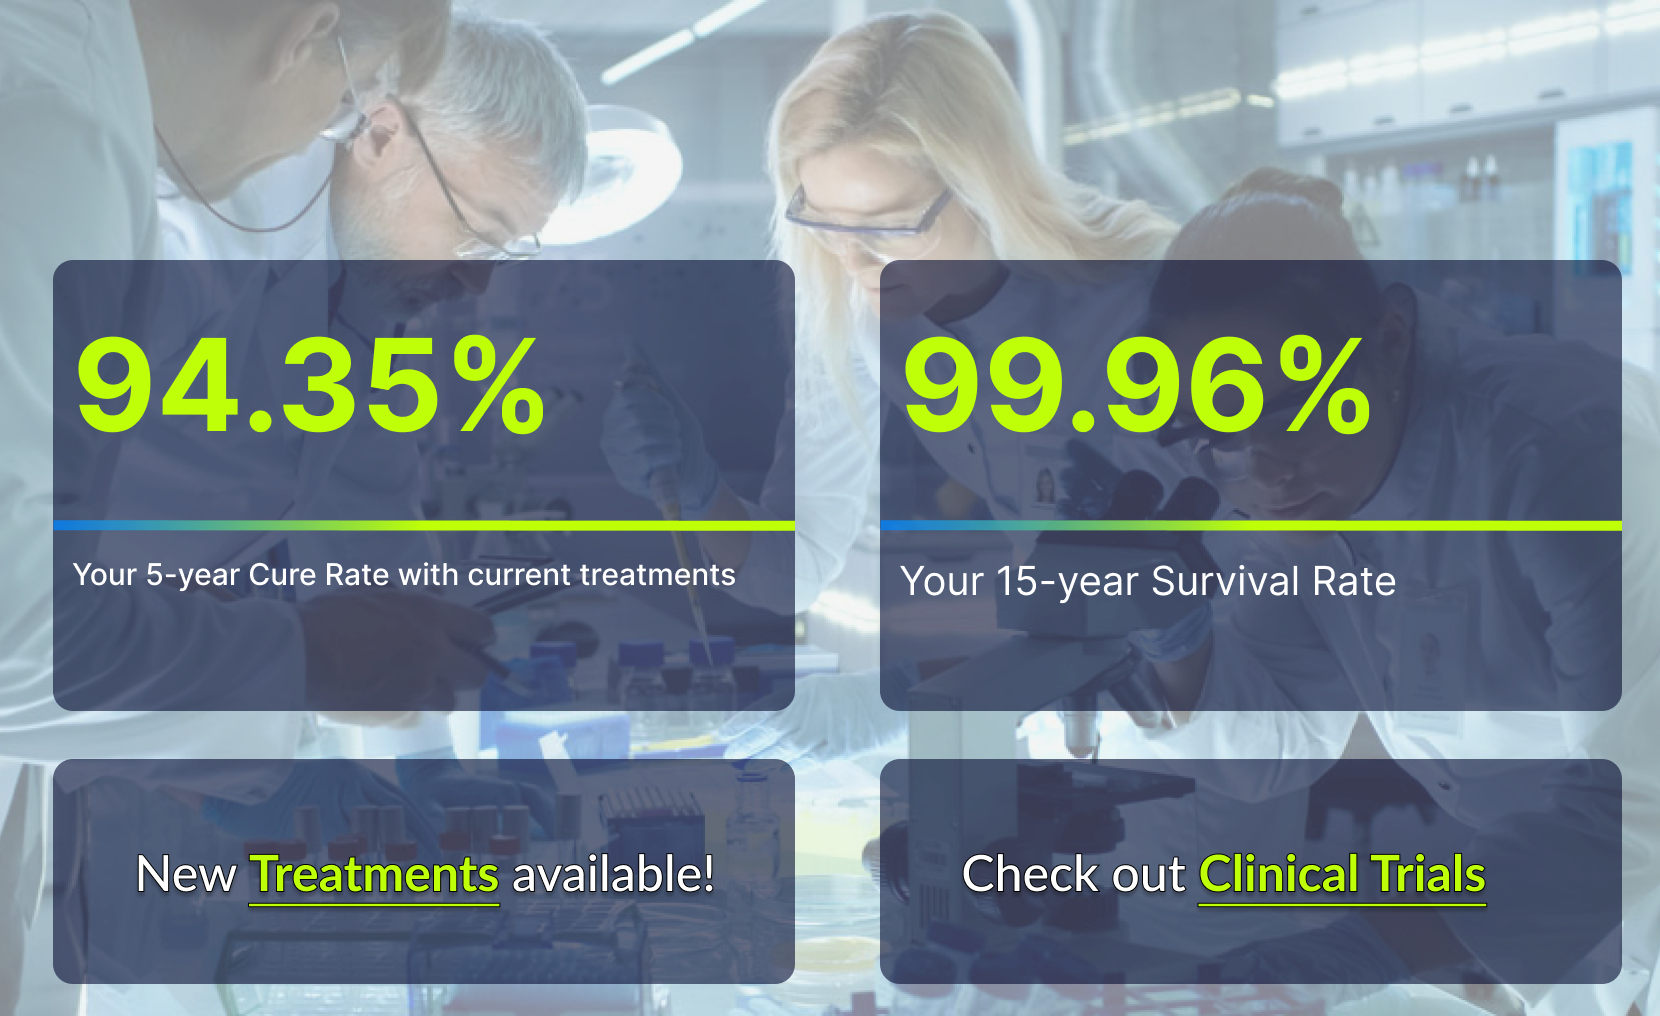 94.35%
99.96%
Your 5-year Cure Rate with current treatments
Your 15-year Survival Rate
New Treatments available!
Check out Clinical Trials